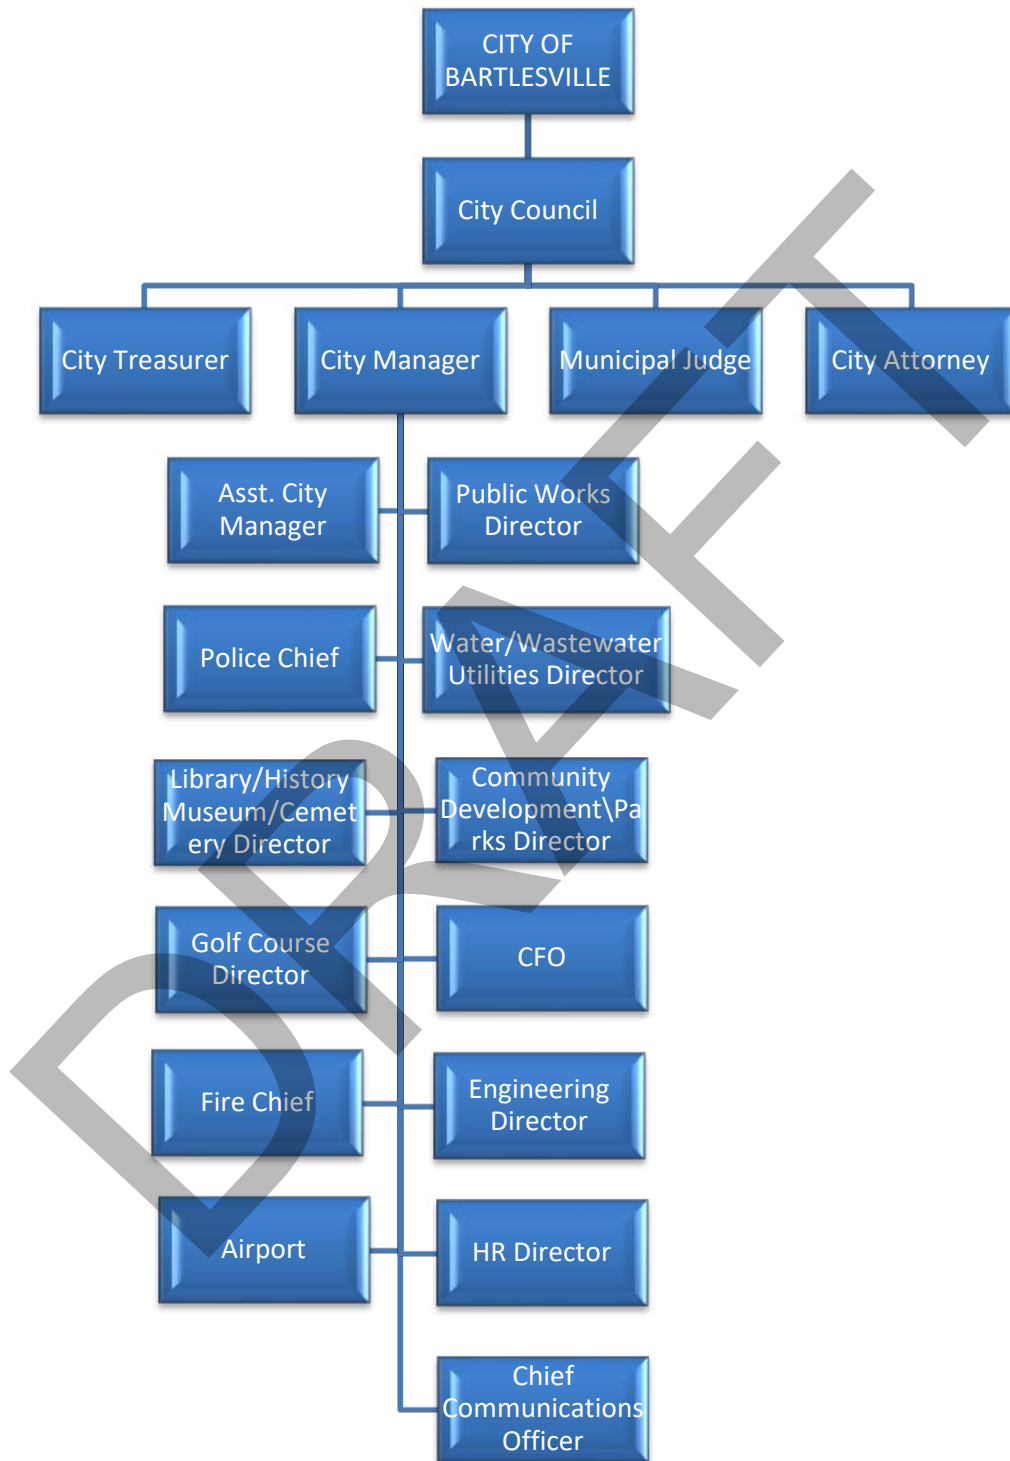 CITY OF
BARTLESVILLE
City Council
City Treasurer
City Manager
Municipal Judge
City Attorney
Asst. City
Manager
Public Works
Director
Police Chief
Water/Wastewater
Utilities Director
Library/History
Museum/Cemet
ery Director
Community
Development\Pa
rks Director
Golf Course
Director
CFO
Fire Chief
Engineering
Director
Airport
HR Director
Chief
Communications
Officer
DRAFT